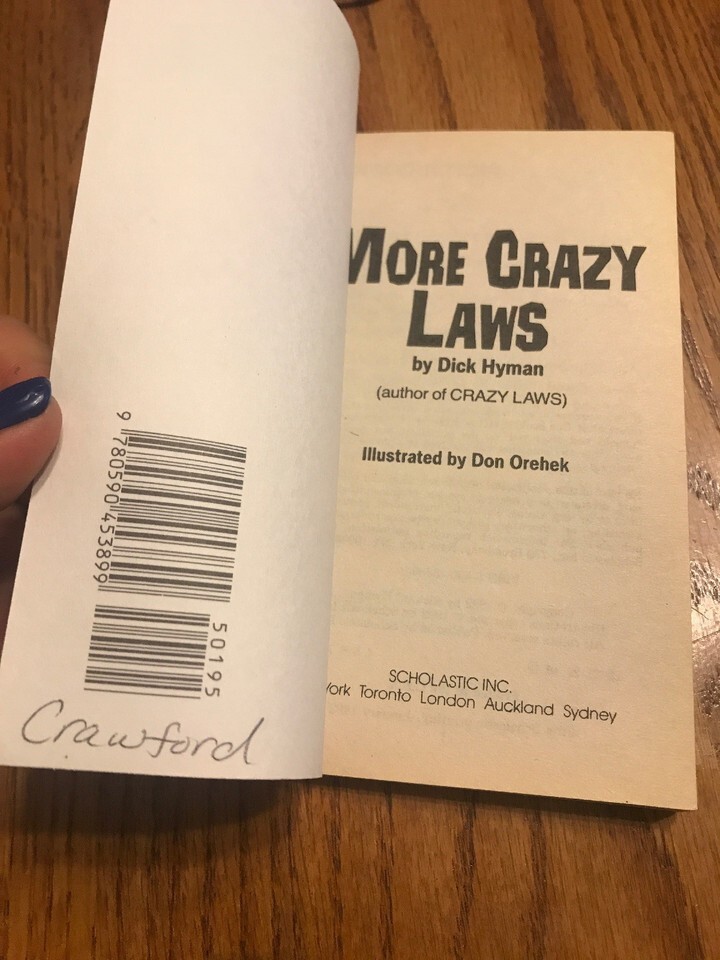 9 780590 453899
50195
Crawford
MORE CRAZY
LAWS
by Dick Hyman
(author of CRAZY LAWS)
Illustrated by Don Orehek
SCHOLASTIC INC.
York Toronto London Auckland Sydney